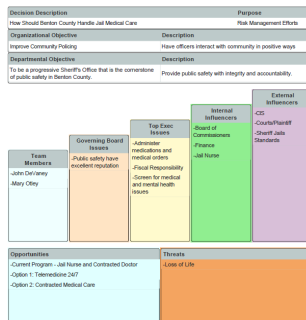 Decision Description Purpose
How Should Benton County Handle Jail Medical Care Risk Management Efforts
Organizational Objective Description
Improve Community Policing Have officers interact with community in positive ways
Departmental Objective Description
To be a progressive Sheriff's Office that is the cornerstone
of public safety in Benton County.
Provide public safety with integrity and accountability.
Team
Members
-John DeVaney
-Mary Otley
Governing Board
Issues
-Public safety have
excellent reputation
Top Exec
Issues
-Administer
medications and
medical orders
-Fiscal Responsibility
-Screen for medical
and mental health
issues
Internal
Influencers
-Board of
Commissioners
-Finance
-Jail Nurse
External
Influencers
-CIS
-Courts/Plaintiff
-Sheriff Jails
Standards
Opportunities
-Current Program - Jail Nurse and Contracted Doctor
-Option 1: Telemedicine 24/7
-Option 2: Contracted Medical Care
Threats
-Loss of Life